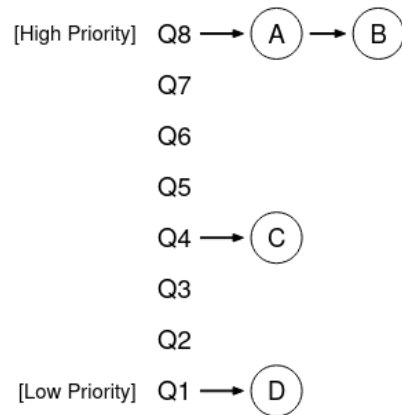 [High Priority] Q8 A B
Q7
Q6
Q5
Q4 C
Q3
Q2
[Low Priority] Q1 D